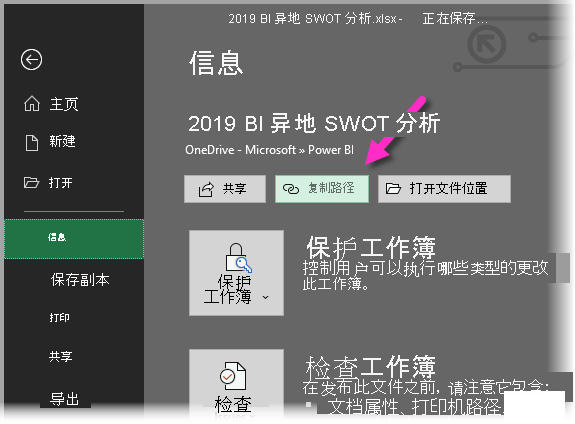 2019 BI 异地 SWOT 分析.xlsx - 正在保存...
信息
主页
新建
打开
信息
保存副本
打印
共享
导出
2019 BI 异地 SWOT 分析
OneDrive - Microsoft » Power BI
共享
复制路径
打开文件位置
保护
工作簿
保护工作簿
控制用户可以执行哪些类型的更改
此工作簿。
检查
检查工作簿
在发布此文件之前,请注意它包含:
文档属性、打印机路径、